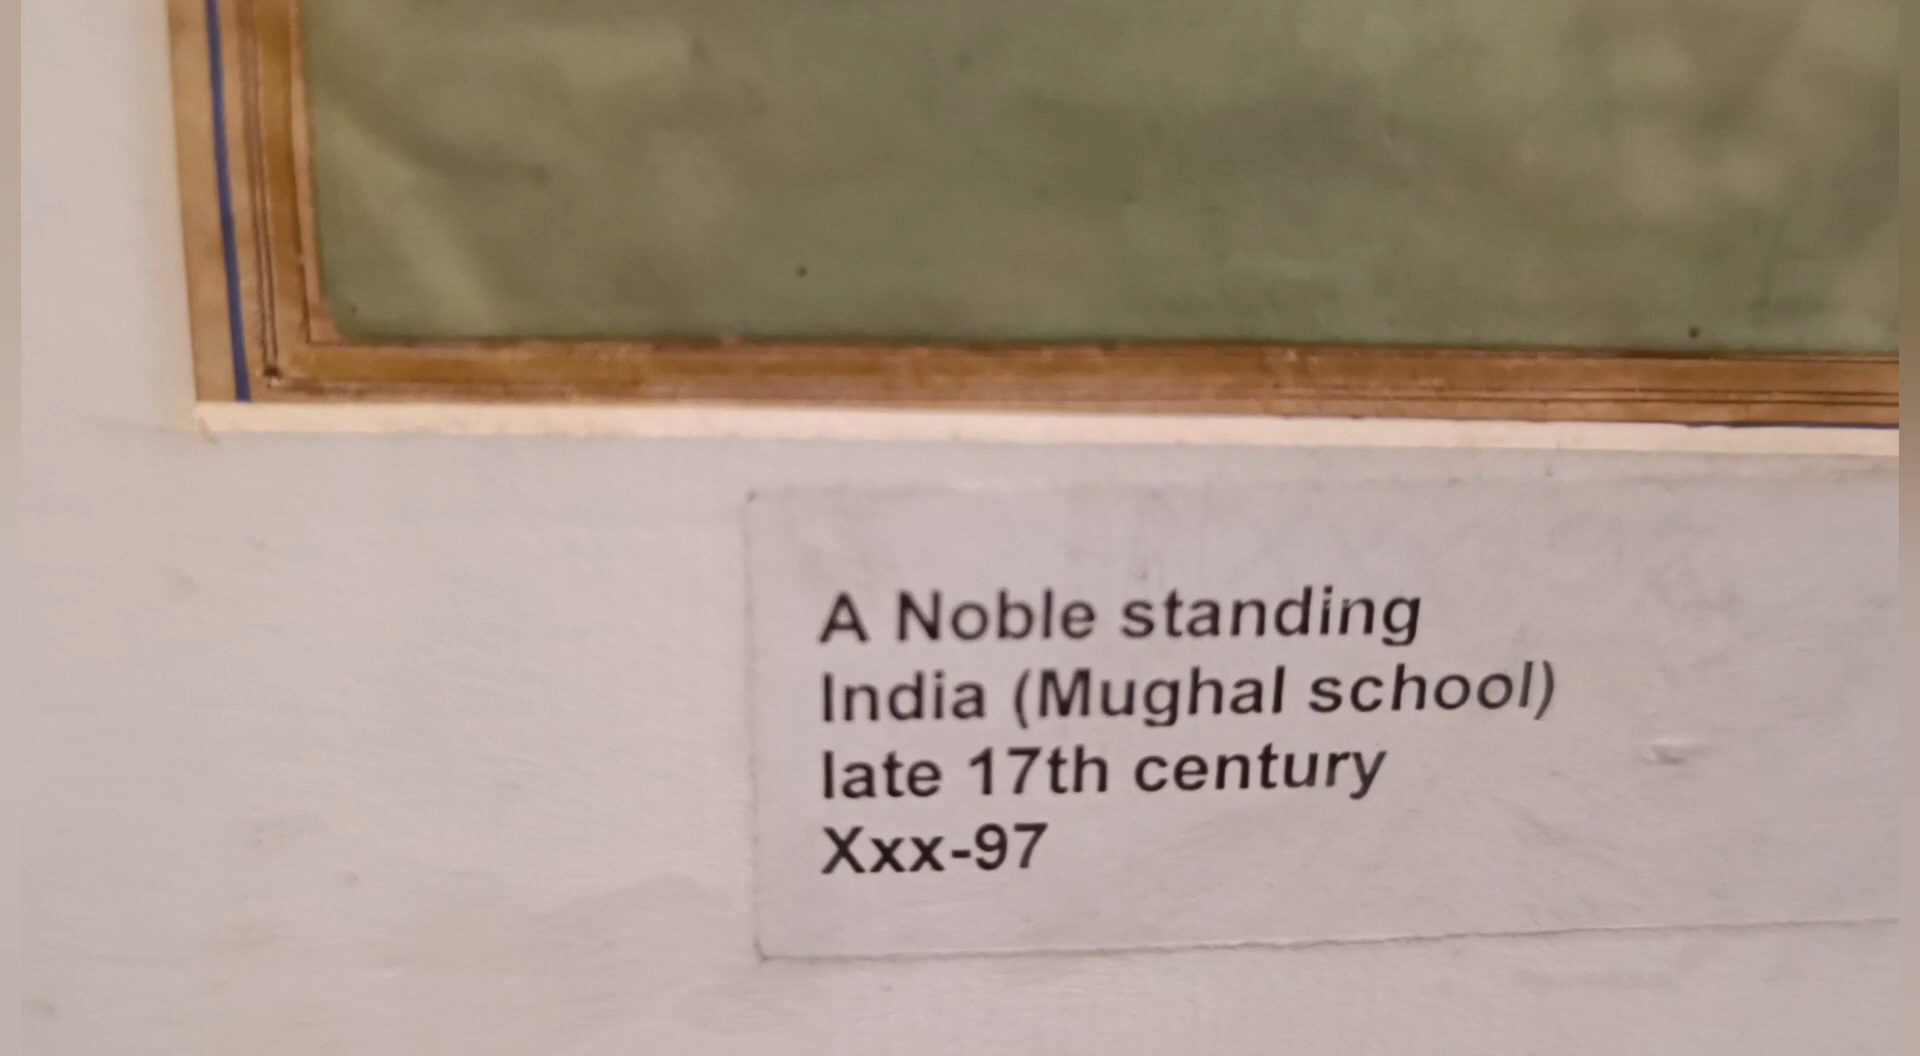 A Noble standing
India (Mughal school)
late 17th century
Xxx-97